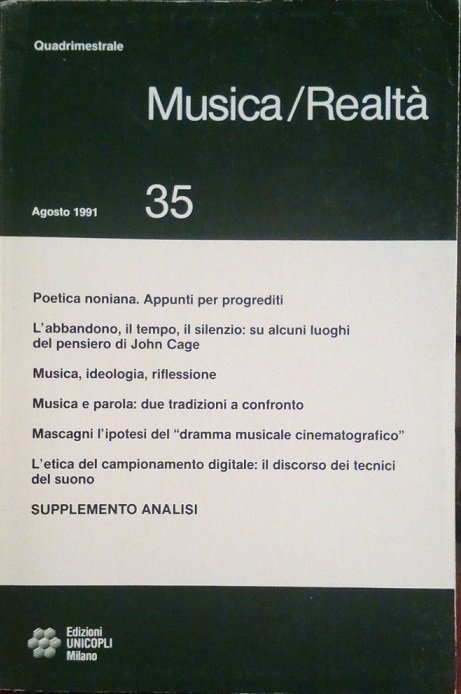 Quadrimestrale
Musica/Realtà
Agosto 1991
35
Poetica noniana. Appunti per progrediti
L'abbandono, il tempo, il silenzio: su alcuni luoghi
del pensiero di John Cage
Musica, ideologia, riflessione
Musica e parola: due tradizioni a confronto
Mascagni l'ipotesi del "dramma musicale cinematografico"
L'etica del campionamento digitale: il discorso dei tecnici
del suono
SUPPLEMENTO ANALISI
Edizioni
UNICOPLI
Milano